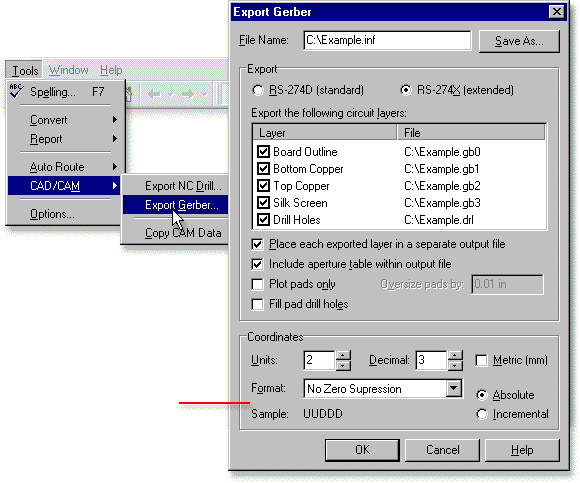 Export Gerber
File Name: C:\Example.inf Save As...
Tools Window Help
ABC Spelling... F7
Convert
Report
Auto Route
CAD/CAM
Options...
Export NC Drill...
Export Gerber...
Copy CAM Data
Export
RS-274D (standard) RS-274X (extended)
Export the following circuit layers:
Layer File
Board Outline C:\Example.gb0
Bottom Copper C:\Example.gb1
Top Copper C:\Example.gb2
Silk Screen C:\Example.gb3
Drill Holes C:\Example.drl
Place each exported layer in a separate output file
Include aperture table within output file
Plot pads only Oversize pads by: 0.01 in
Fill pad drill holes
Coordinates
Units: 2 Decimal: 3 Metric (mm)
Format: No Zero Supression Absolute
Sample: UUDDD Incremental
OK Cancel Help